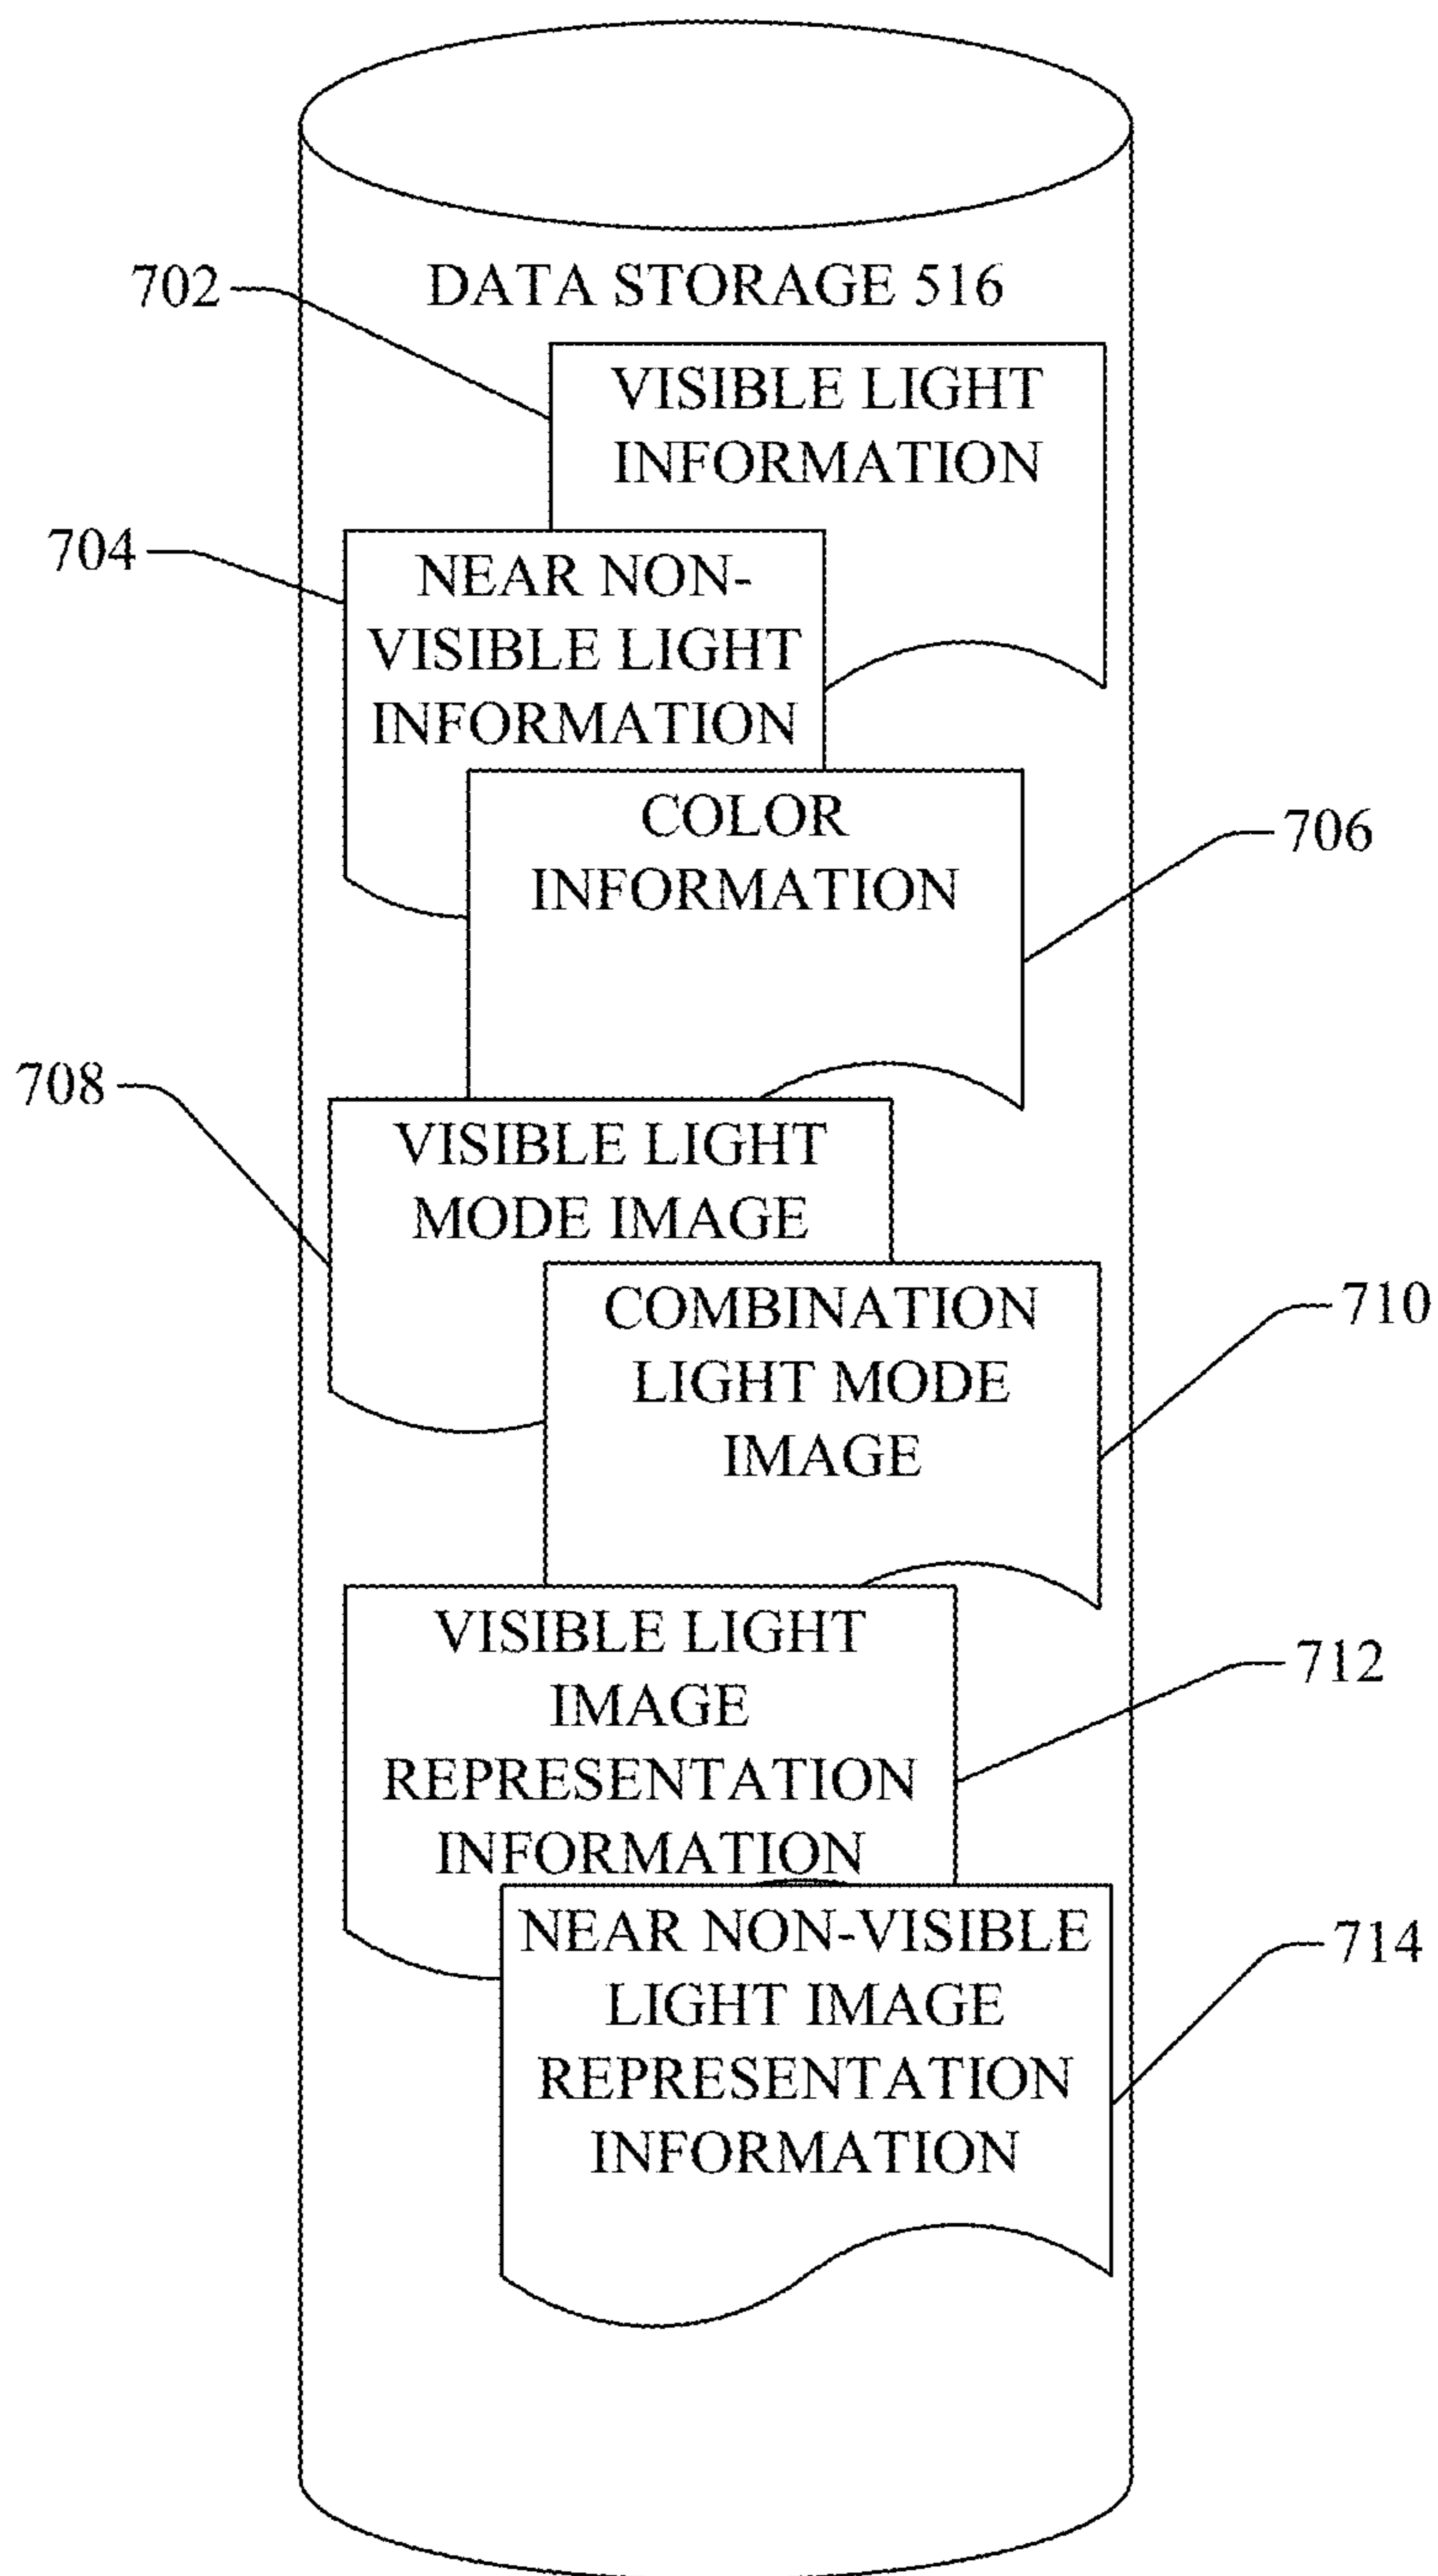 702
DATA STORAGE 516
VISIBLE LIGHT
INFORMATION
704
NEAR NON-
VISIBLE LIGHT
INFORMATION
COLOR
INFORMATION
706
708
VISIBLE LIGHT
MODE IMAGE
COMBINATION
LIGHT MODE
IMAGE
710
VISIBLE LIGHT
IMAGE
REPRESENTATION
INFORMATION
712
NEAR NON-VISIBLE
LIGHT IMAGE
REPRESENTATION
INFORMATION
714